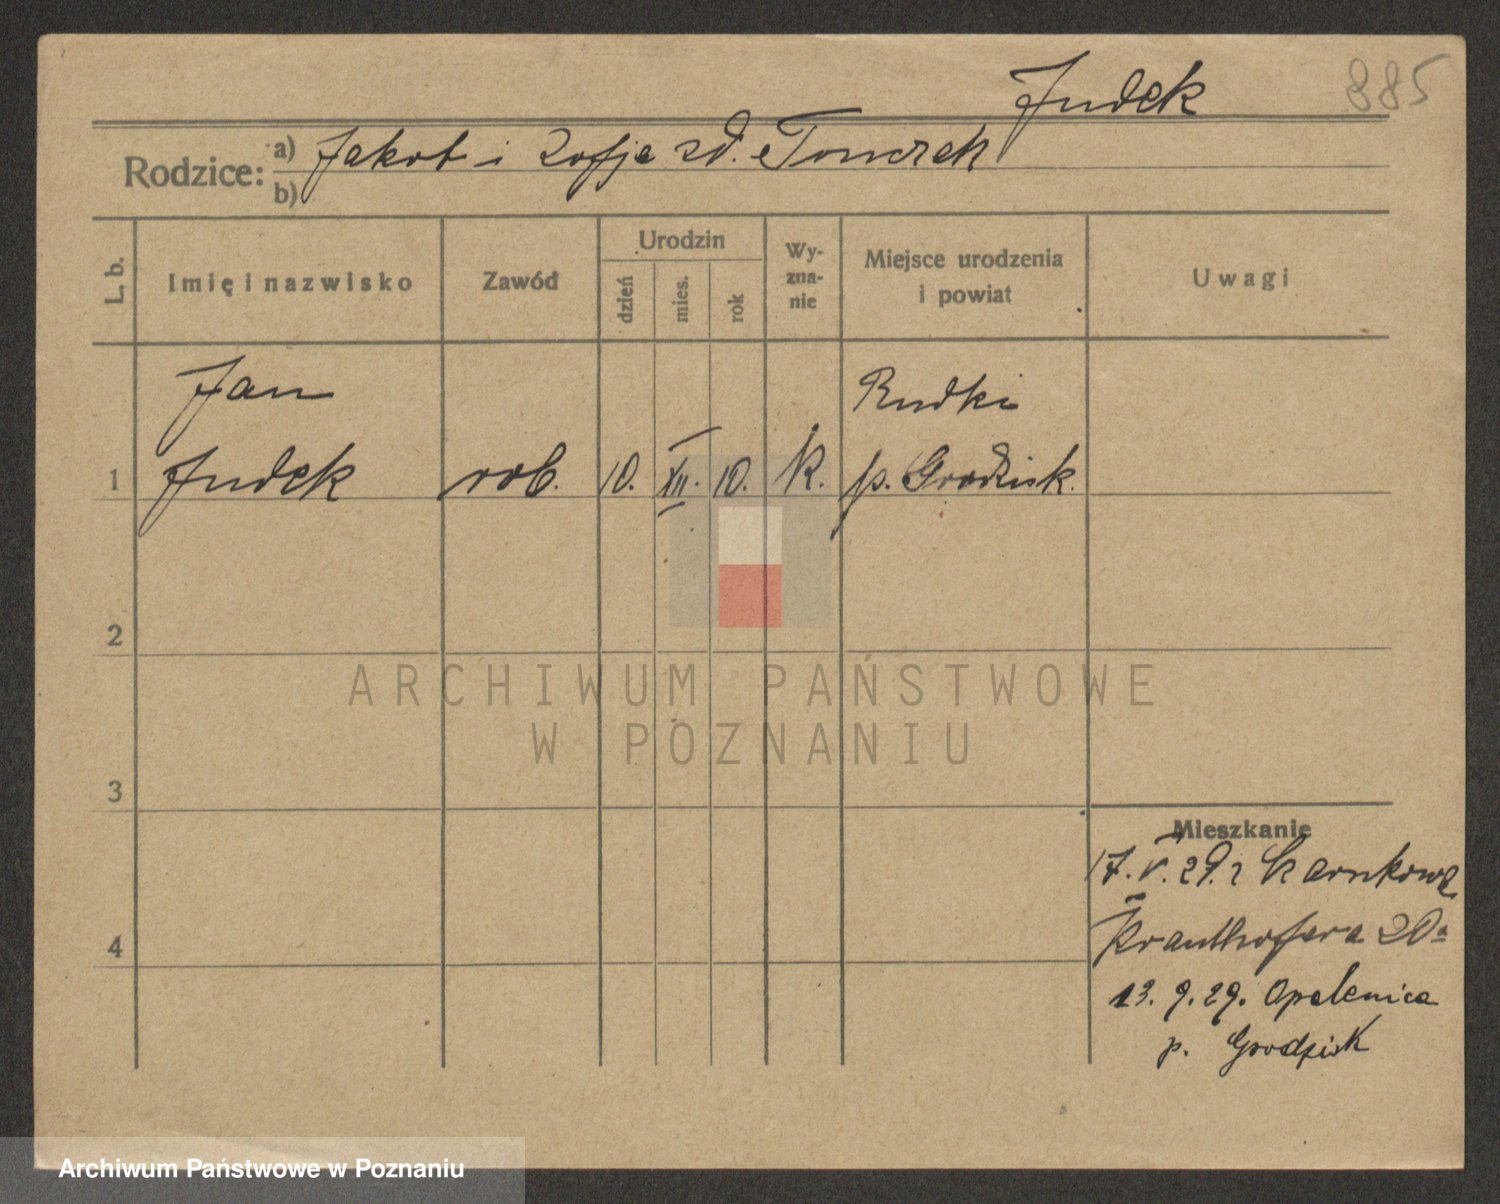 Judek 885
Rodzice: a) Jakob i Zofja zd. Tomczak
b)
L. b. Imię i nazwisko Zawód Urodzin dzień mies. rok Wyznanie Miejsce urodzenia i powiat Uwagi
Jan Rudki
1 Judek rob. 10. XII. 10. k. p. Grodzisk.
2
ARCHIWUM PAŃSTWOWE
W POZNANIU
3
Mieszkanie
17. V. 29. z Czarnkowa
4 Krauthofera 20a
13. 9. 29. Opalenica
p. Grodzisk
Archiwum Państwowe w Poznaniu